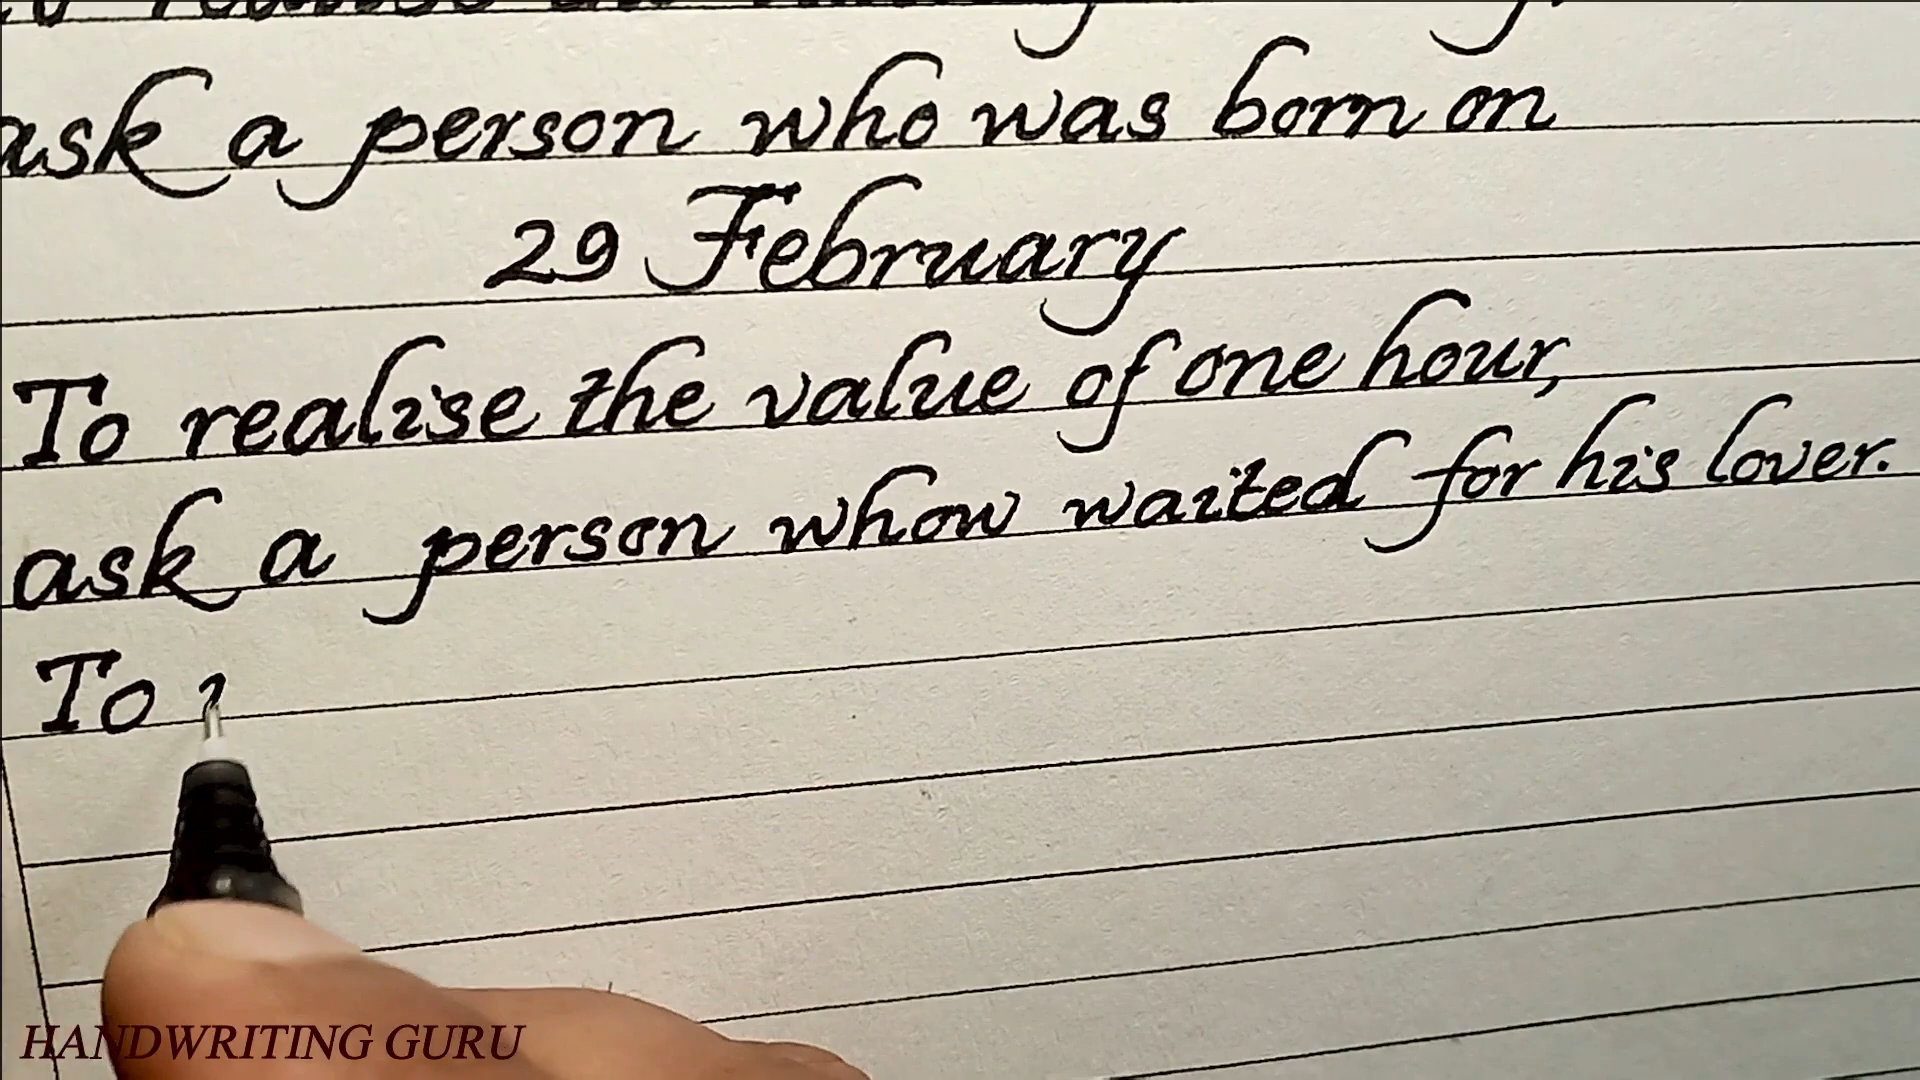 ask a person who was born on
29 February
To realise the value of one hour,
ask a person whow waited for his lover.
To
HANDWRITING GURU